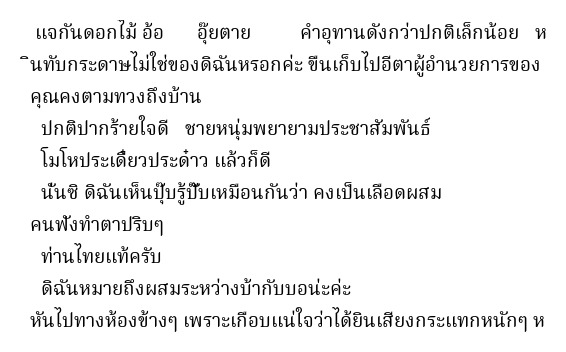 แจกันดอกไม้ อ้อ อุ๊ยตาย คำอุทานดังกว่าปกติเล็กน้อย ห
ินทับกระดาษไม่ใช่ของดิฉันหรอกค่ะ ขืนเก็บไปอีตาผู้อำนวยการของ
คุณคงตามทวงถึงบ้าน
ปกติปากร้ายใจดี ชายหนุ่มพยายามประชาสัมพันธ์
โมโหประเดี๋ยวประด๋าว แล้วก็ดี
นั่นซิ ดิฉันเห็นปุ๊บรู้ปั๊บเหมือนกันว่า คงเป็นเลือดผสม
คนฟังทำตาปริบๆ
ท่านไทยแท้ครับ
ดิฉันหมายถึงผสมระหว่างบ้ากับบอน่ะค่ะ
หันไปทางห้องข้างๆ เพราะเกือบแน่ใจว่าได้ยินเสียงกระแทกหนักๆ ห